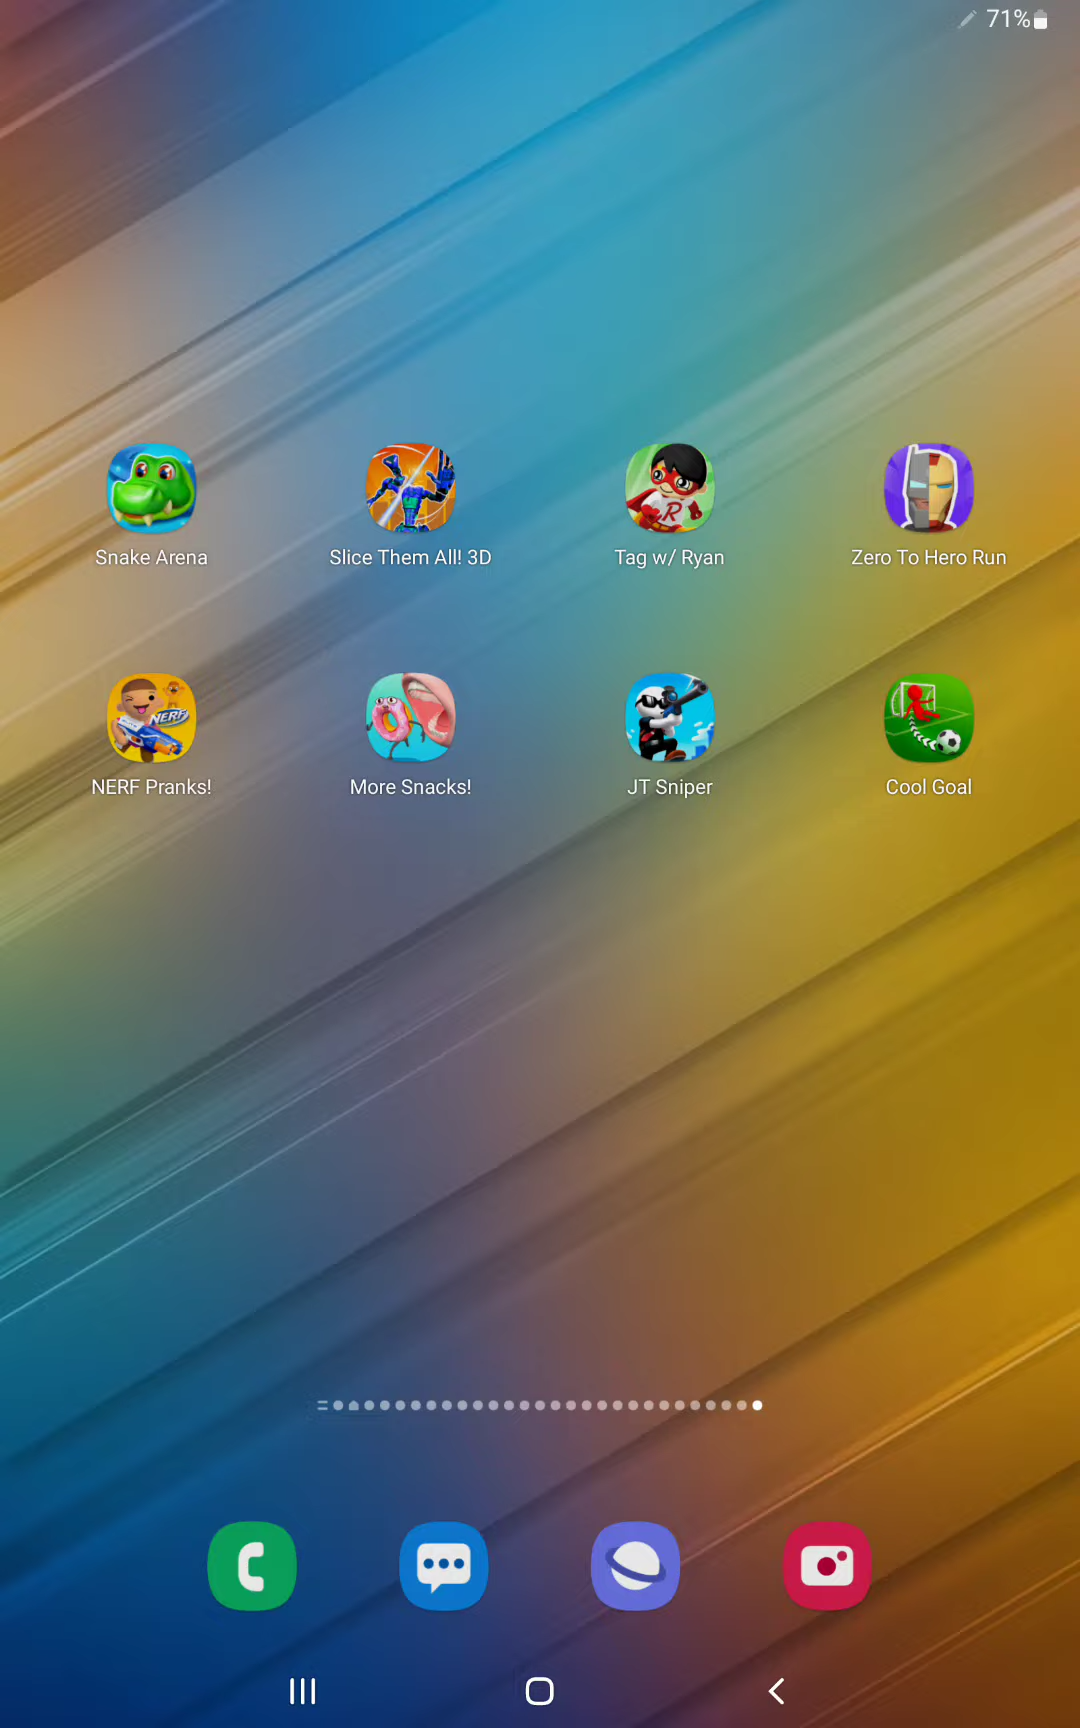 71%
Snake Arena
Slice Them All! 3D
Tag w/ Ryan
Zero To Hero Run
R
NERF
NERF Pranks!
More Snacks!
JT Sniper
Cool Goal